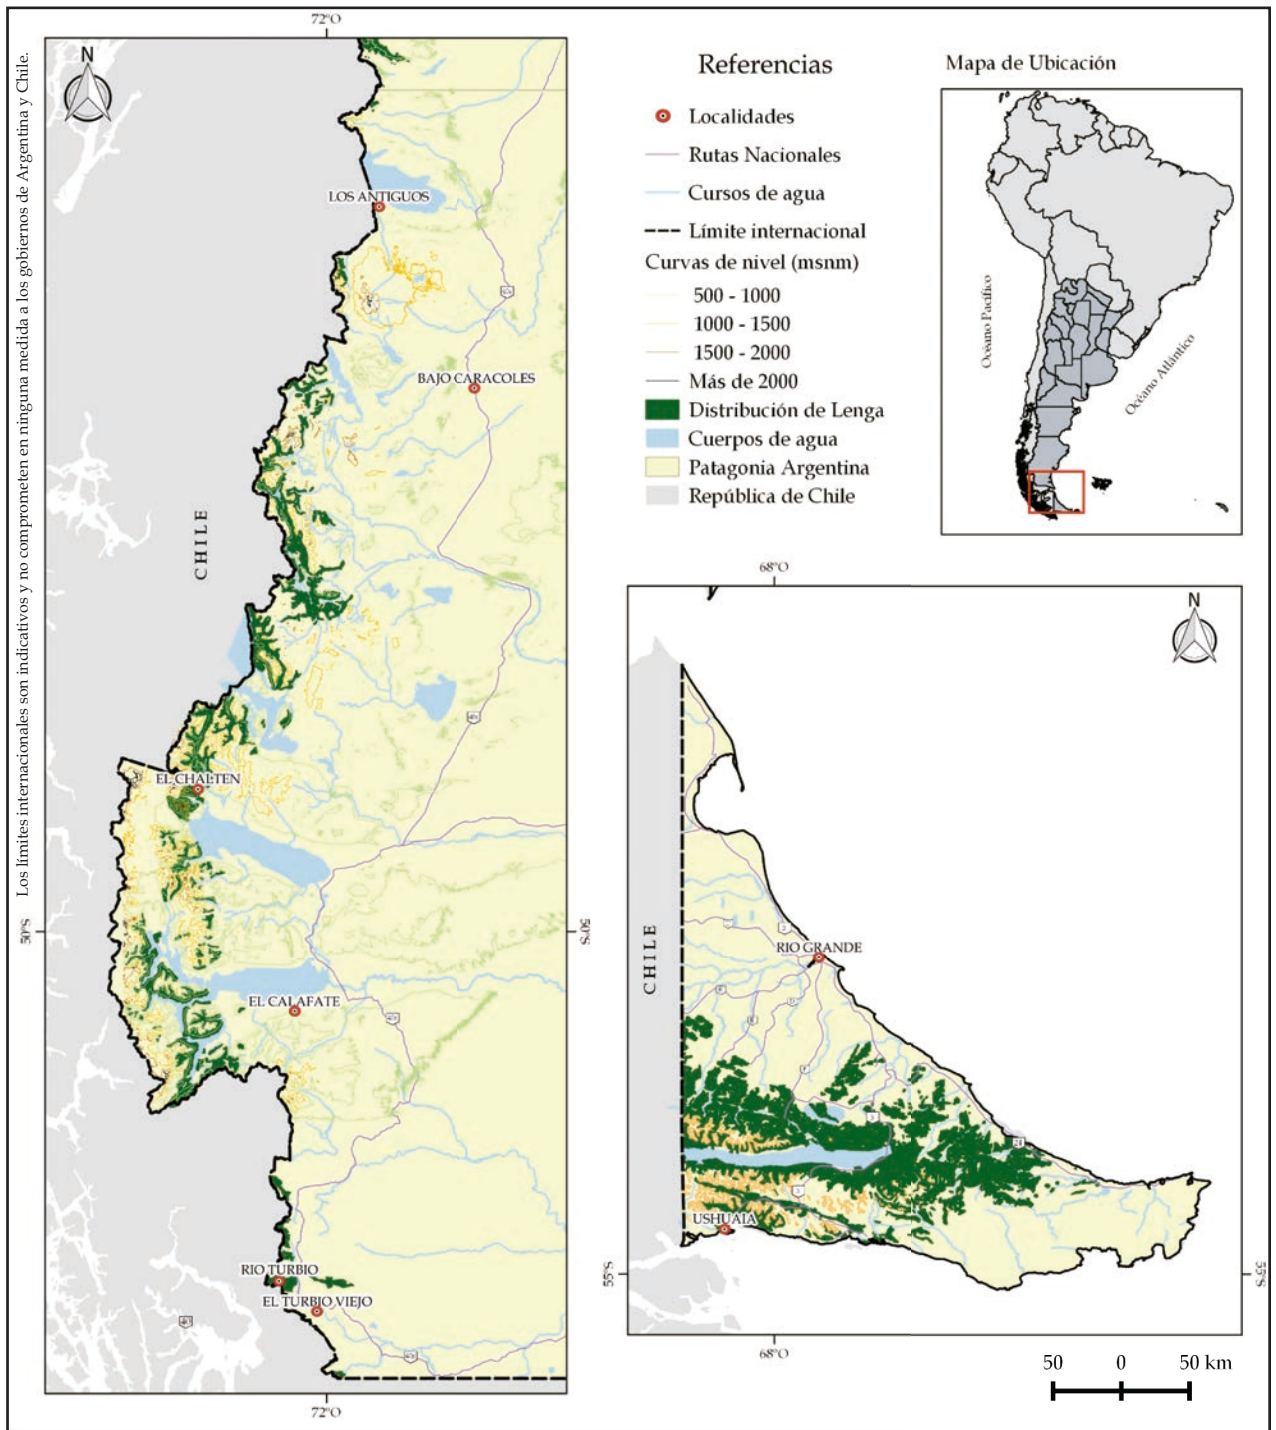 Los límites internacionales son indicativos y no comprometen en ninguna medida a los gobiernos de Argentina y Chile.
72°O
N
LOS ANTIGUOS
BAJO CARACOLES
CHILE
EL CHALTEN
50°S
50°S
EL CALAFATE
RIO TURBIO
EL TURBIO VIEJO
72°O
Referencias
Localidades
Rutas Nacionales
Cursos de agua
Límite internacional
Curvas de nivel (msnm)
500 - 1000
1000 - 1500
1500 - 2000
Más de 2000
Distribución de Lenga
Cuerpos de agua
Patagonia Argentina
República de Chile
Mapa de Ubicación
Océano Pacífico
Océano Atlántico
68°O
N
CHILE
RIO GRANDE
USHUAIA
55°S
55°S
68°O
50 0 50 km